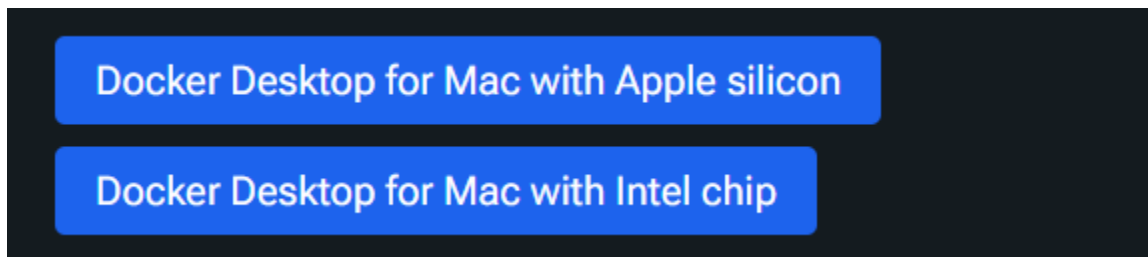 Docker Desktop for Mac with Apple silicon
Docker Desktop for Mac with Intel chip